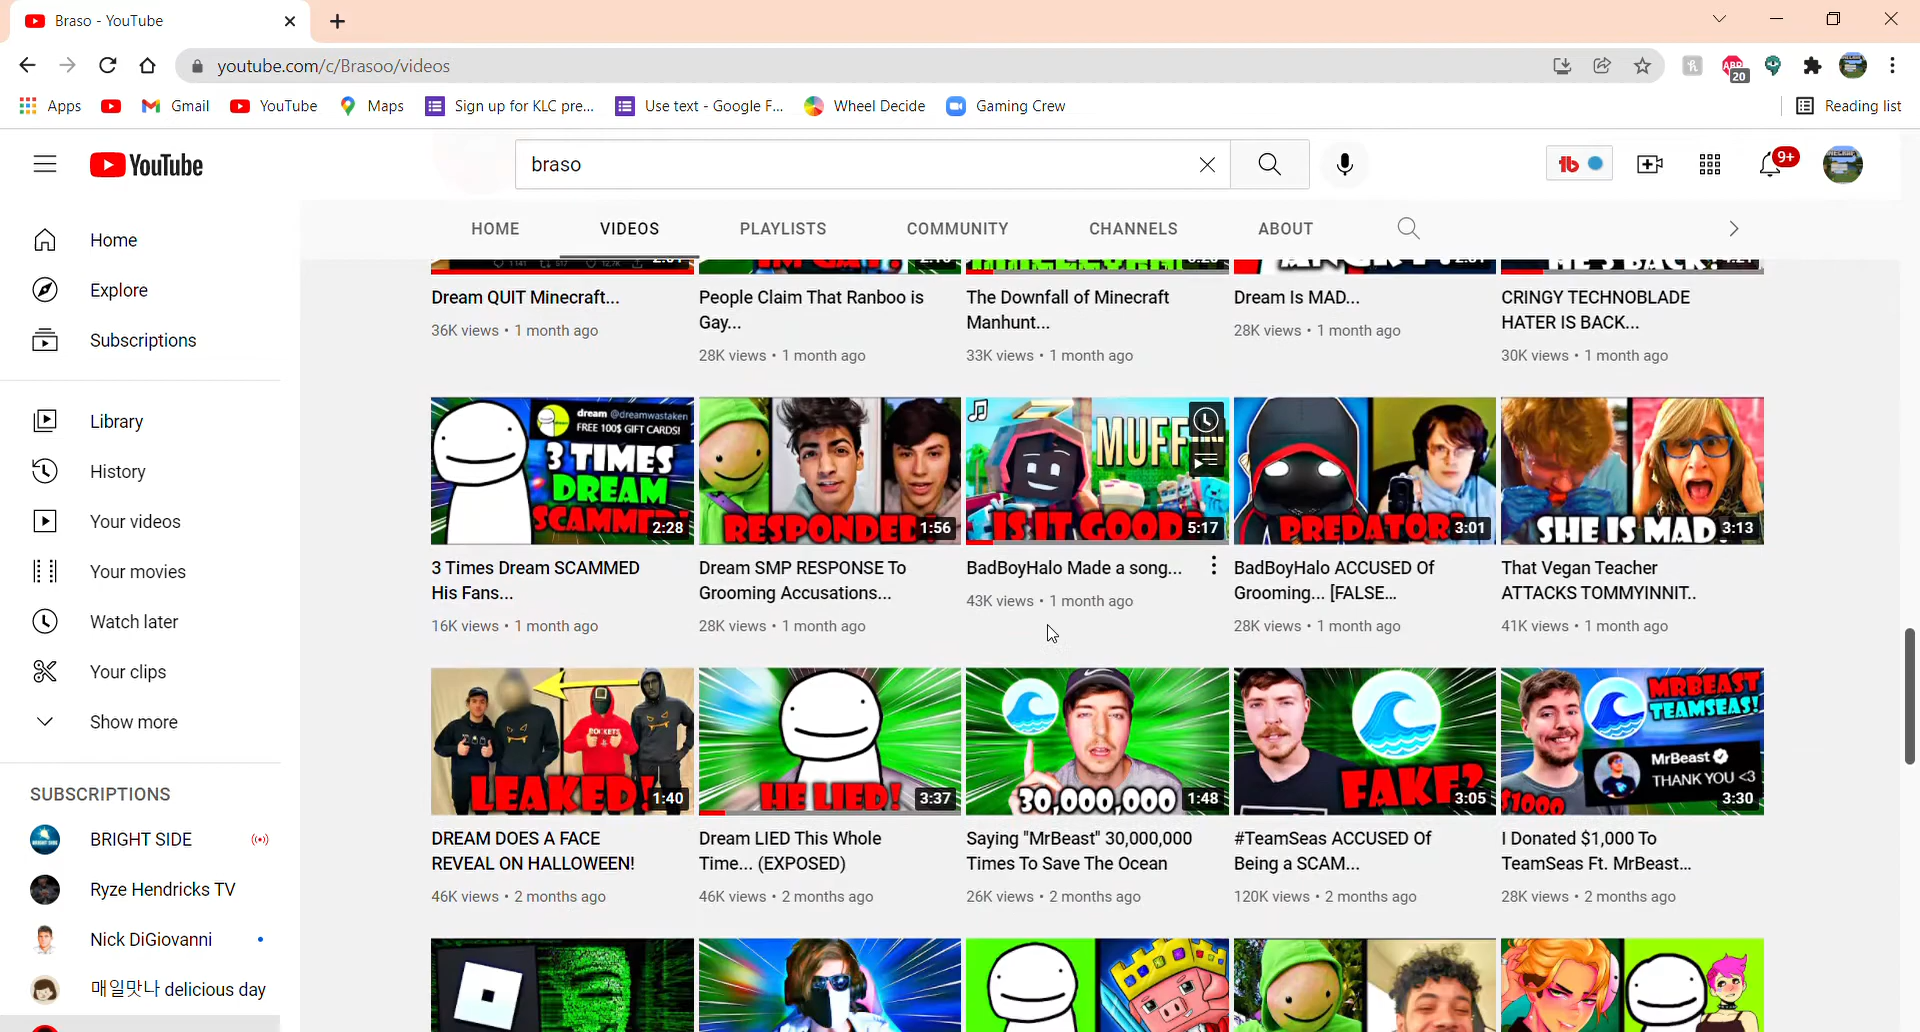 Braso - YouTube
youtube.com/c/Brasoo/videos
20
Apps
Gmail
YouTube
Maps
Sign up for KLC pre...
Use text - Google F...
Wheel Decide
Gaming Crew
Reading list
YouTube
braso
tb
9+
HOME
VIDEOS
PLAYLISTS
COMMUNITY
CHANNELS
ABOUT
Home
Explore
Subscriptions
Library
History
Your videos
Your movies
Watch later
Your clips
Show more
SUBSCRIPTIONS
BRIGHT SIDE
Ryze Hendricks TV
Nick DiGiovanni
매일맛나 delicious day
HE'S BACK!
Dream QUIT Minecraft...
36K views • 1 month ago
People Claim That Ranboo is
Gay...
28K views • 1 month ago
The Downfall of Minecraft
Manhunt...
33K views • 1 month ago
Dream Is MAD...
28K views • 1 month ago
CRINGY TECHNOBLADE
HATER IS BACK...
30K views • 1 month ago
dream @dreamwastaken
FREE 100$ GIFT CARDS!
3 TIMES
DREAM
SCAMMED!
2:28
3 Times Dream SCAMMED
His Fans...
16K views • 1 month ago
RESPONDED!
1:56
Dream SMP RESPONSE To
Grooming Accusations...
28K views • 1 month ago
MUFF
IS IT GOOD?
5:17
BadBoyHalo Made a song...
43K views • 1 month ago
PREDATOR?
3:01
BadBoyHalo ACCUSED Of
Grooming... [FALSE...
28K views • 1 month ago
SHE IS MAD
3:13
That Vegan Teacher
ATTACKS TOMMYINNIT..
41K views • 1 month ago
ROCKETS
LEAKED!
1:40
DREAM DOES A FACE
REVEAL ON HALLOWEEN!
46K views • 2 months ago
HE LIED!
3:37
Dream LIED This Whole
Time... (EXPOSED)
46K views • 2 months ago
30,000,000
1:48
Saying "MrBeast" 30,000,000
Times To Save The Ocean
26K views • 2 months ago
FAKE?
3:05
#TeamSeas ACCUSED Of
Being a SCAM...
120K views • 2 months ago
MRBEAST
TEAMSEAS!
MrBeast
THANK YOU <3
$1000
3:30
I Donated $1,000 To
TeamSeas Ft. MrBeast...
28K views • 2 months ago